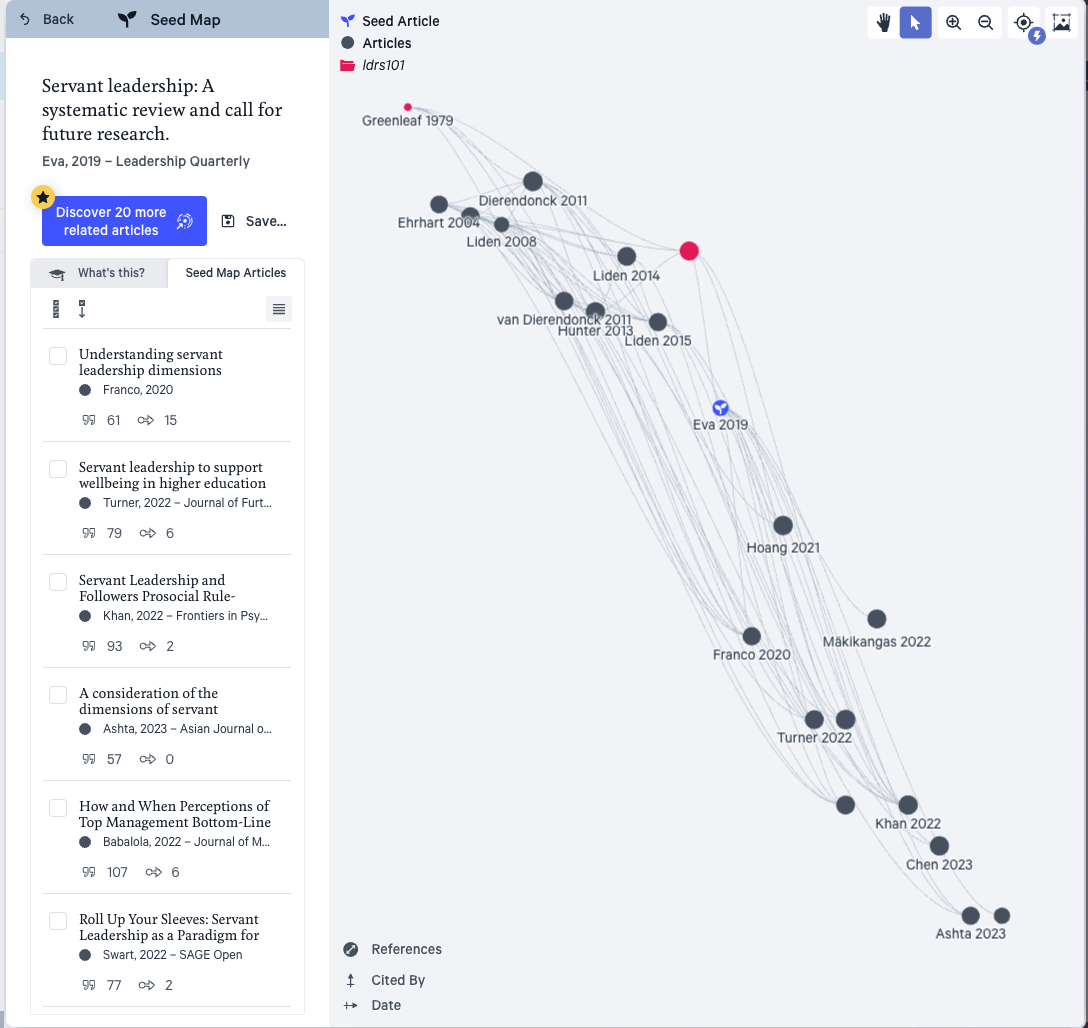 Back
Seed Map
Servant leadership: A
systematic review and call for
future research.
Eva, 2019 – Leadership Quarterly
Discover 20 more
related articles
Save...
What's this?
Seed Map Articles
Understanding servant
leadership dimensions
Franco, 2020
61
15
Servant leadership to support
wellbeing in higher education
Turner, 2022 – Journal of Furt...
79
6
Servant Leadership and
Followers Prosocial Rule-
Khan, 2022 – Frontiers in Psy...
93
2
A consideration of the
dimensions of servant
Ashta, 2023 – Asian Journal o...
57
0
How and When Perceptions of
Top Management Bottom-Line
Babalola, 2022 – Journal of M...
107
6
Roll Up Your Sleeves: Servant
Leadership as a Paradigm for
Swart, 2022 – SAGE Open
77
2
Seed Article
Articles
ldrs101
Greenleaf 1979
Dierendonck 2011
Ehrhart 2004
Liden 2008
Liden 2014
van Dierendonck 2011
Hunter 2013
Liden 2015
Eva 2019
Hoang 2021
Mäkikangas 2022
Franco 2020
Turner 2022
Khan 2022
Chen 2023
Ashta 2023
References
Cited By
Date